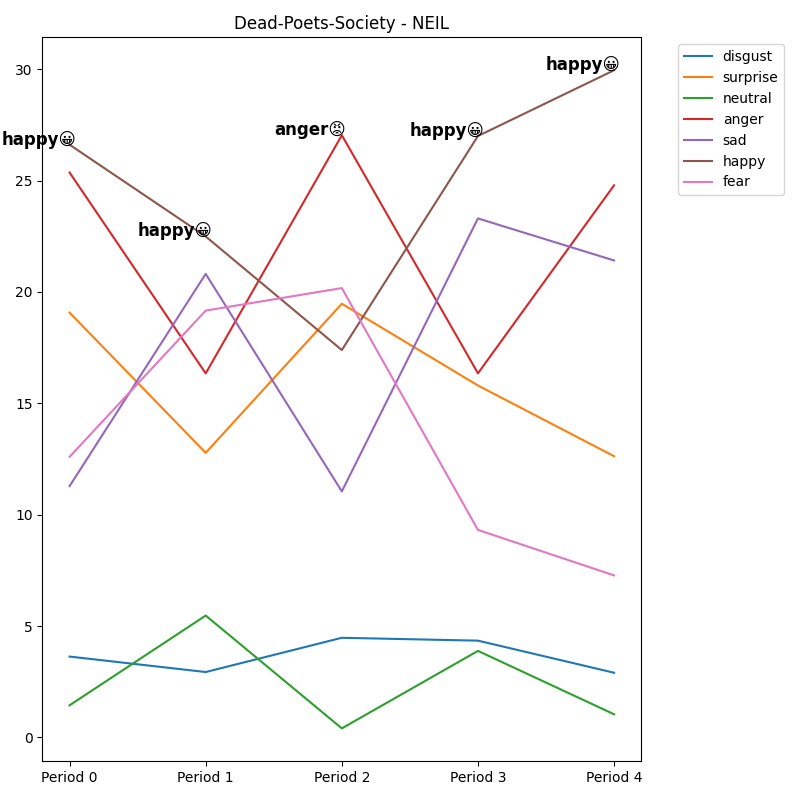 Dead-Poets-Society - NEIL
30
25
20
15
10
5
0
happy😀
happy😀
anger😡
happy😀
happy😀
Period 0 Period 1 Period 2 Period 3 Period 4
disgust
surprise
neutral
anger
sad
happy
fear